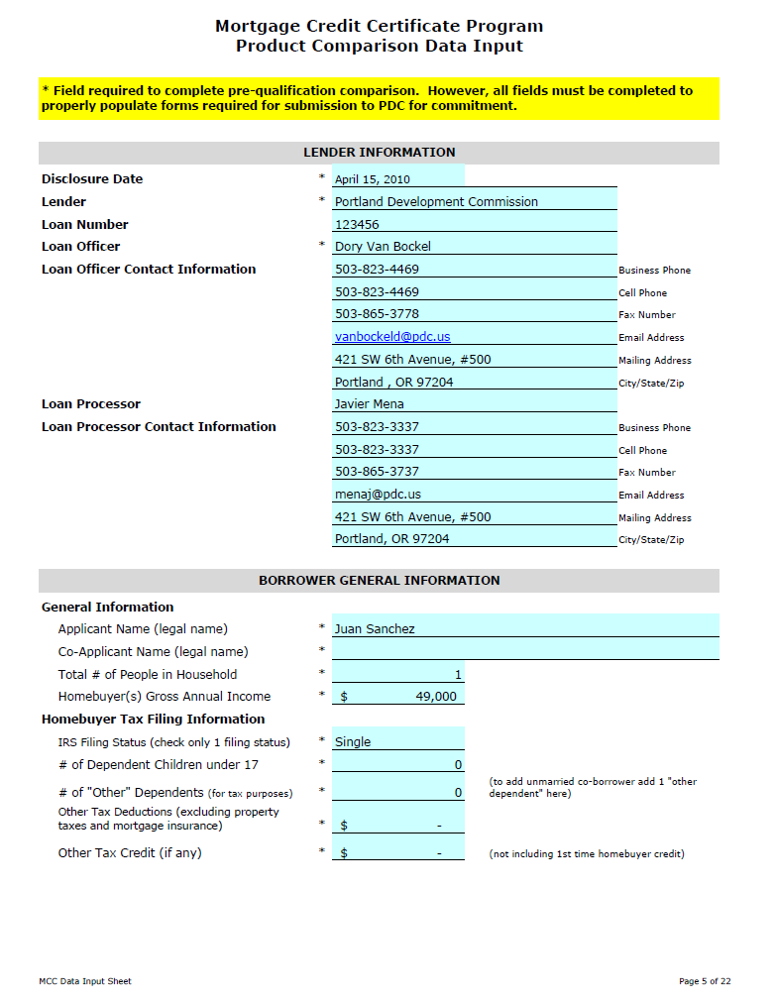 Mortgage Credit Certificate Program
Product Comparison Data Input
* Field required to complete pre-qualification comparison.  However, all fields must be completed to
properly populate forms required for submission to PDC for commitment.
LENDER INFORMATION
Disclosure Date * April 15, 2010
Lender * Portland Development Commission
Loan Number 123456
Loan Officer * Dory Van Bockel
Loan Officer Contact Information 503-823-4469 Business Phone
503-823-4469 Cell Phone
503-865-3778 Fax Number
vanbockeld@pdc.us Email Address
421 SW 6th Avenue, #500 Mailing Address
Portland , OR 97204 City/State/Zip
Loan Processor Javier Mena
Loan Processor Contact Information 503-823-3337 Business Phone
503-823-3337 Cell Phone
503-865-3737 Fax Number
menaj@pdc.us Email Address
421 SW 6th Avenue, #500 Mailing Address
Portland, OR 97204 City/State/Zip
BORROWER GENERAL INFORMATION
General Information
Applicant Name (legal name) * Juan Sanchez
Co-Applicant Name (legal name) *
Total # of People in Household * 1
Homebuyer(s) Gross Annual Income * $ 49,000
Homebuyer Tax Filing Information
IRS Filing Status (check only 1 filing status) * Single
# of Dependent Children under 17 * 0
# of "Other" Dependents (for tax purposes) * 0 (to add unmarried co-borrower add 1 "other
dependent" here)
Other Tax Deductions (excluding property
taxes and mortgage insurance) * $ -
Other Tax Credit (if any) * $ - (not including 1st time homebuyer credit)
MCC Data Input Sheet Page 5 of 22